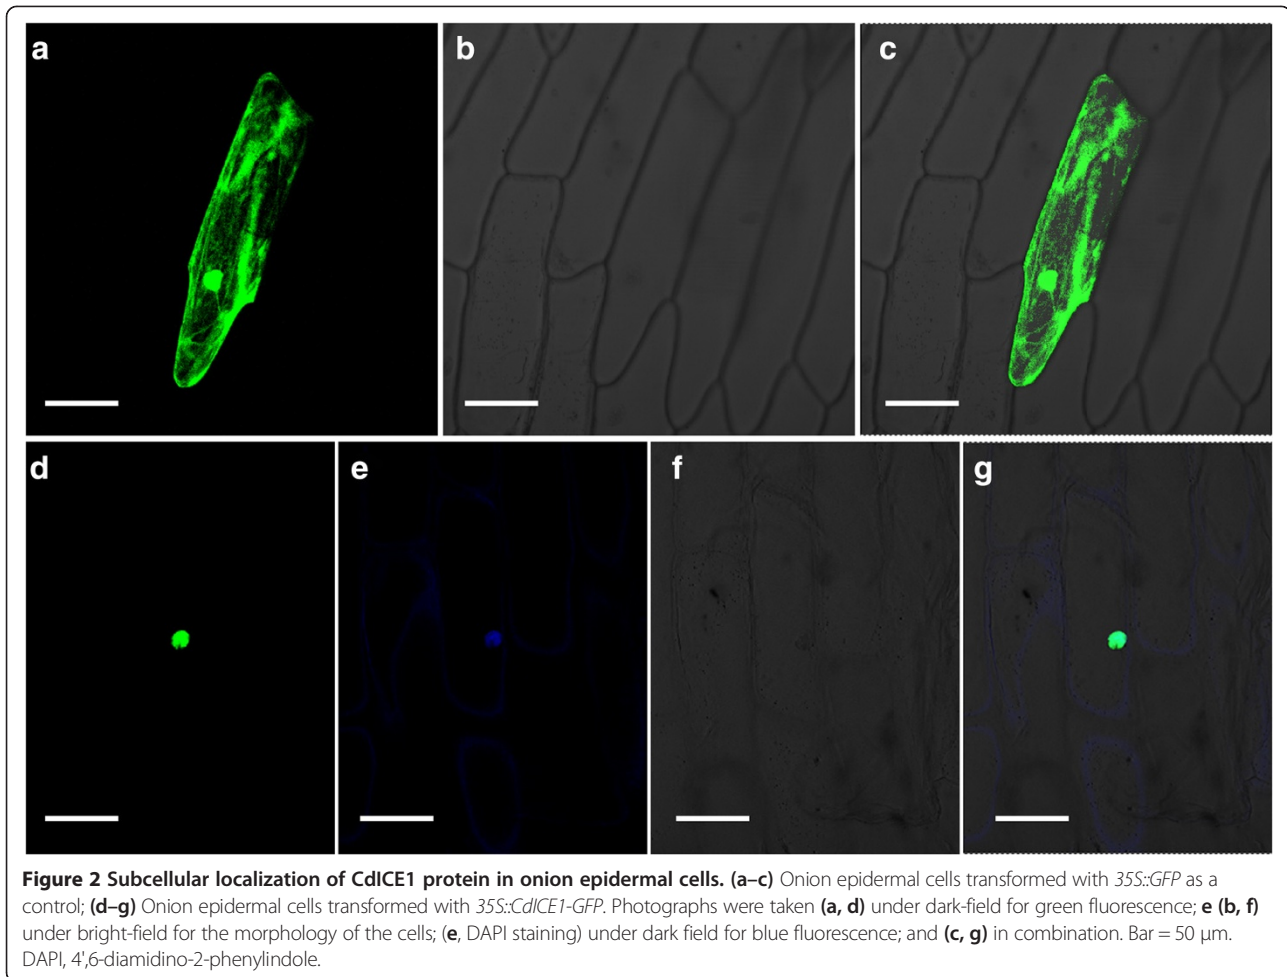 a
b
c
d
e
f
g
Figure 2 Subcellular localization of CdICE1 protein in onion epidermal cells. (a–c) Onion epidermal cells transformed with 35S::GFP as a
control; (d–g) Onion epidermal cells transformed with 35S::CdICE1-GFP. Photographs were taken (a, d) under dark-field for green fluorescence; e (b, f)
under bright-field for the morphology of the cells; (e, DAPI staining) under dark field for blue fluorescence; and (c, g) in combination. Bar = 50 μm.
DAPI, 4',6-diamidino-2-phenylindole.